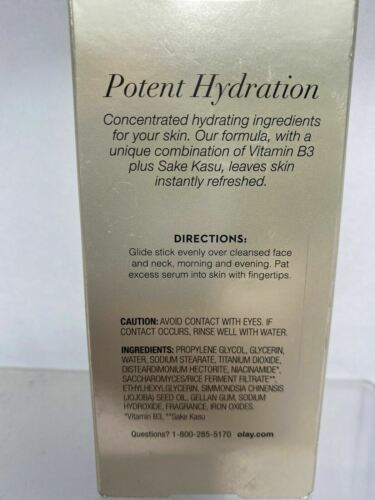 Potent Hydration
Concentrated hydrating ingredients
for your skin. Our formula, with a
unique combination of Vitamin B3
plus Sake Kasu, leaves skin
instantly refreshed.
DIRECTIONS:
Glide stick evenly over cleansed face
and neck, morning and evening. Pat
excess serum into skin with fingertips.
CAUTION: AVOID CONTACT WITH EYES. IF
CONTACT OCCURS, RINSE WELL WITH WATER.
INGREDIENTS: PROPYLENE GLYCOL, GLYCERIN,
WATER, SODIUM STEARATE, TITANIUM DIOXIDE,
DISTEARDIMONIUM HECTORITE, NIACINAMIDE*,
SACCHAROMYCES/RICE FERMENT FILTRATE**,
ETHYLHEXYLGLYCERIN, SIMMONDSIA CHINENSIS
(JOJOBA) SEED OIL, GELLAN GUM, SODIUM
HYDROXIDE, FRAGRANCE, IRON OXIDES.
*Vitamin B3, **Sake Kasu
Questions? 1-800-285-5170 olay.com